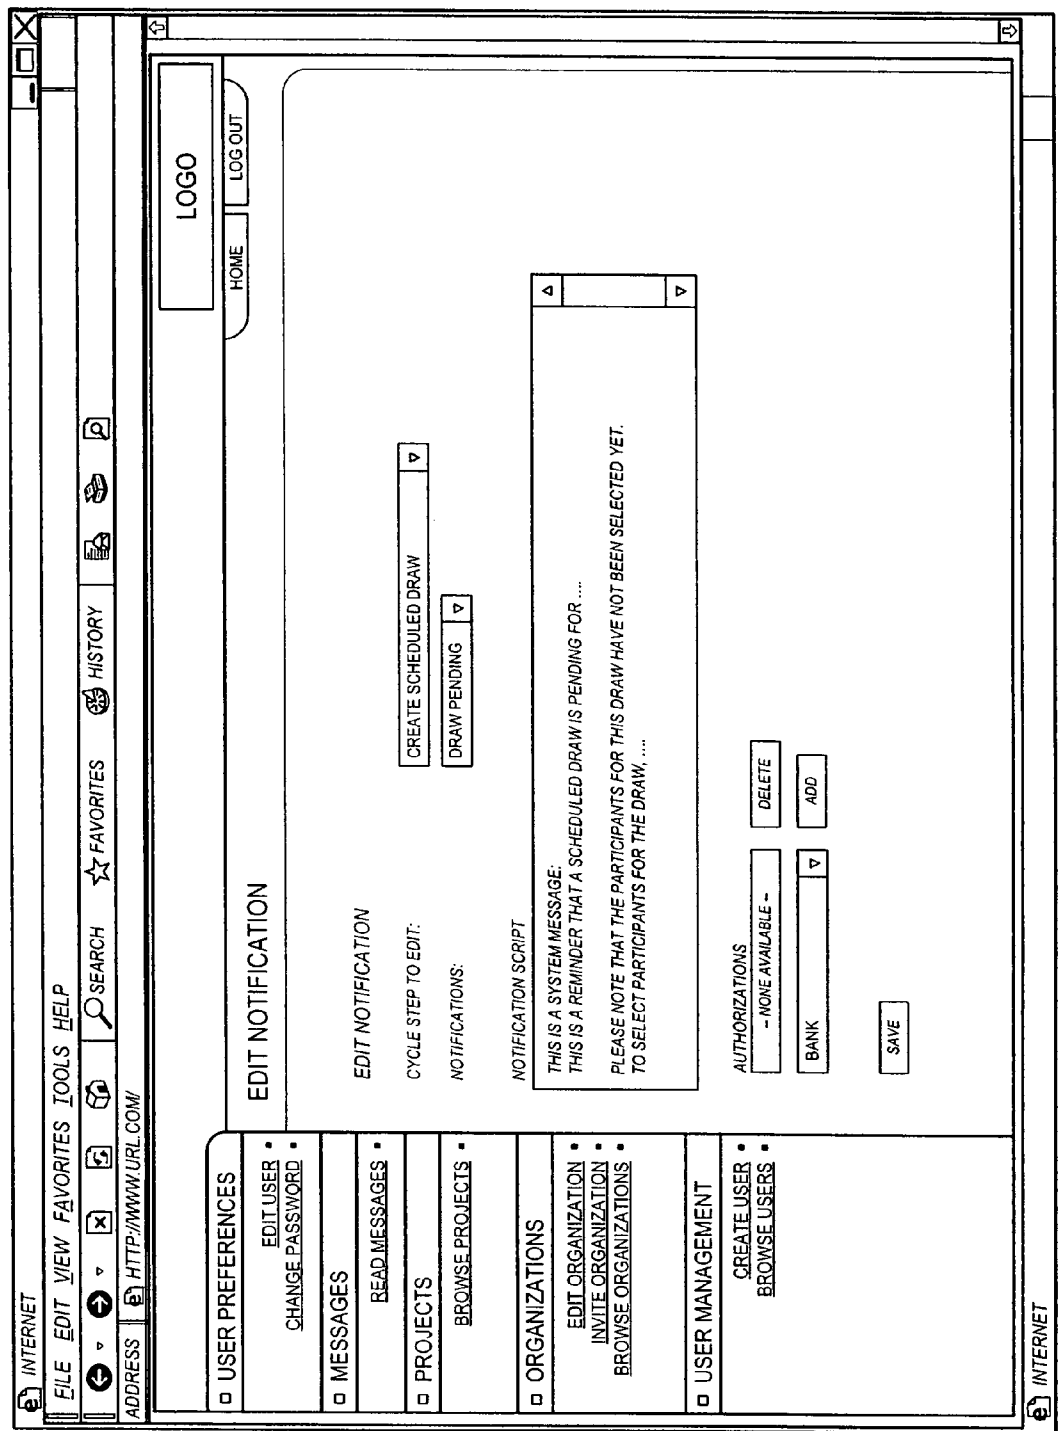 INTERNET
FILE EDIT VIEW FAVORITES TOOLS HELP
SEARCH FAVORITES HISTORY
ADDRESS HTTP://WWW.URL.COM/
LOGO
HOME LOG OUT
USER PREFERENCES
EDIT USER
CHANGE PASSWORD
MESSAGES
READ MESSAGES
PROJECTS
BROWSE PROJECTS
ORGANIZATIONS
EDIT ORGANIZATION
INVITE ORGANIZATION
BROWSE ORGANIZATIONS
USER MANAGEMENT
CREATE USER
BROWSE USERS
EDIT NOTIFICATION
EDIT NOTIFICATION
CYCLE STEP TO EDIT: CREATE SCHEDULED DRAW
NOTIFICATIONS: DRAW PENDING
NOTIFICATION SCRIPT
THIS IS A SYSTEM MESSAGE:
THIS IS A REMINDER THAT A SCHEDULED DRAW IS PENDING FOR ....
PLEASE NOTE THAT THE PARTICIPANTS FOR THIS DRAW HAVE NOT BEEN SELECTED YET.
TO SELECT PARTICIPANTS FOR THE DRAW, ....
AUTHORIZATIONS
– NONE AVAILABLE – DELETE
BANK ADD
SAVE
INTERNET